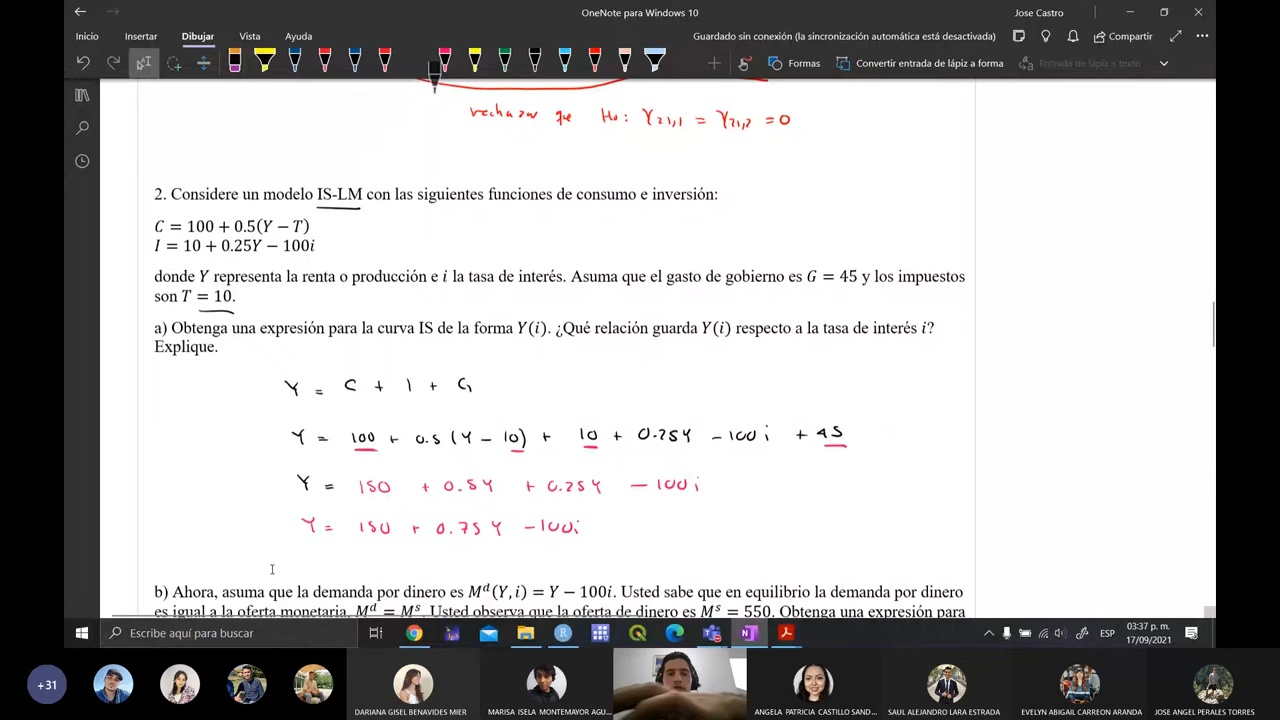 OneNote para Windows 10
Jose Castro
Inicio Insertar Dibujar Vista Ayuda
Guardado sin conexión (la sincronización automática está desactivada)
Compartir
Formas
Convertir entrada de lápiz a forma
Entrada de lápiz a texto
rechazar que H₀: γ21,1 = γ21,2 = 0
2. Considere un modelo IS-LM con las siguientes funciones de consumo e inversión:
C = 100 + 0.5(Y − T)
I = 10 + 0.25Y − 100i
donde Y representa la renta o producción e i la tasa de interés. Asuma que el gasto de gobierno es G = 45 y los impuestos
son T = 10.
a) Obtenga una expresión para la curva IS de la forma Y(i). ¿Qué relación guarda Y(i) respecto a la tasa de interés i?
Explique.
Y = C + I + G
Y = 100 + 0.5 (Y − 10) + 10 + 0.25Y − 100i + 45
Y = 150 + 0.5Y + 0.25Y − 100i
Y = 150 + 0.75Y − 100i
b) Ahora, asuma que la demanda por dinero es Mᵈ(Y, i) = Y − 100i. Usted sabe que en equilibrio la demanda por dinero
es igual a la oferta monetaria, Mᵈ = Mˢ. Usted observa que la oferta de dinero es Mˢ = 550. Obtenga una expresión para
Escribe aquí para buscar
ESP
03:37 p. m.
17/09/2021
+31
DARIANA GISEL BENAVIDES MIER
MARISA ISELA MONTEMAYOR AGU...
ANGELA PATRICIA CASTILLO SAND...
SAUL ALEJANDRO LARA ESTRADA
EVELYN ABIGAIL CARREON ARANDA
JOSE ANGEL PERALES TORRES